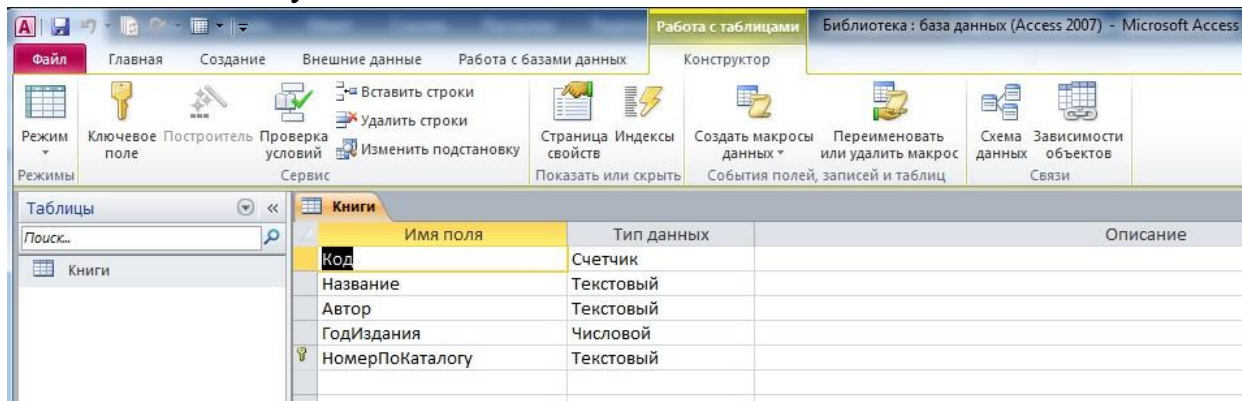 Работа с таблицами
Библиотека : база данных (Access 2007) - Microsoft Access
Файл Главная Создание Внешние данные Работа с базами данных Конструктор
Режим
Ключевое поле
Построитель
Проверка условий
Вставить строки
Удалить строки
Изменить подстановку
Страница свойств
Индексы
Создать макросы данных
Переименовать или удалить макрос
Схема данных
Зависимости объектов
Режимы Сервис Показать или скрыть События полей, записей и таблиц Связи
Таблицы «
Поиск...
Книги
Книги
Имя поля Тип данных Описание
Код Счетчик
Название Текстовый
Автор Текстовый
ГодИздания Числовой
НомерПоКаталогу Текстовый